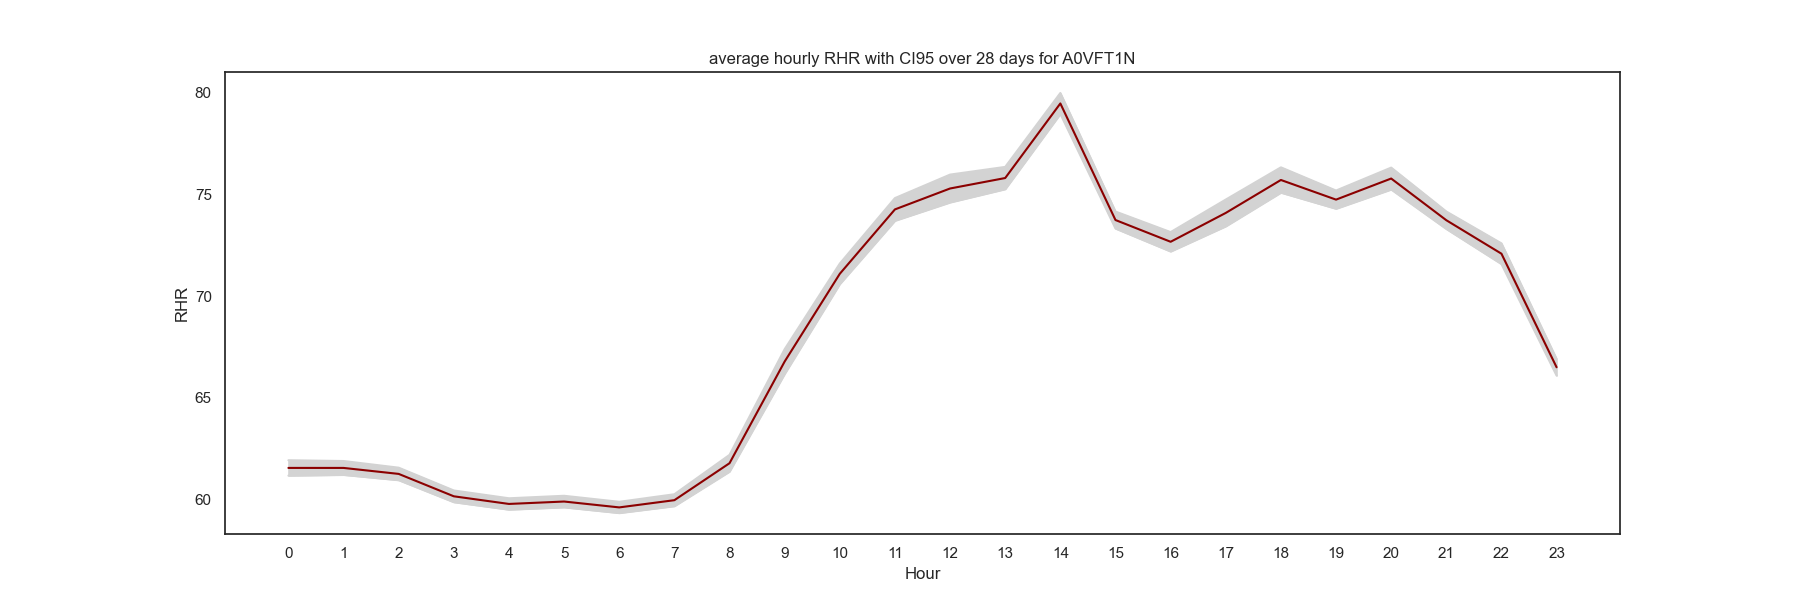 average hourly RHR with CI95 over 28 days for A0VFT1N
80
75
70
65
60
RHR
0 1 2 3 4 5 6 7 8 9 10 11 12 13 14 15 16 17 18 19 20 21 22 23
Hour